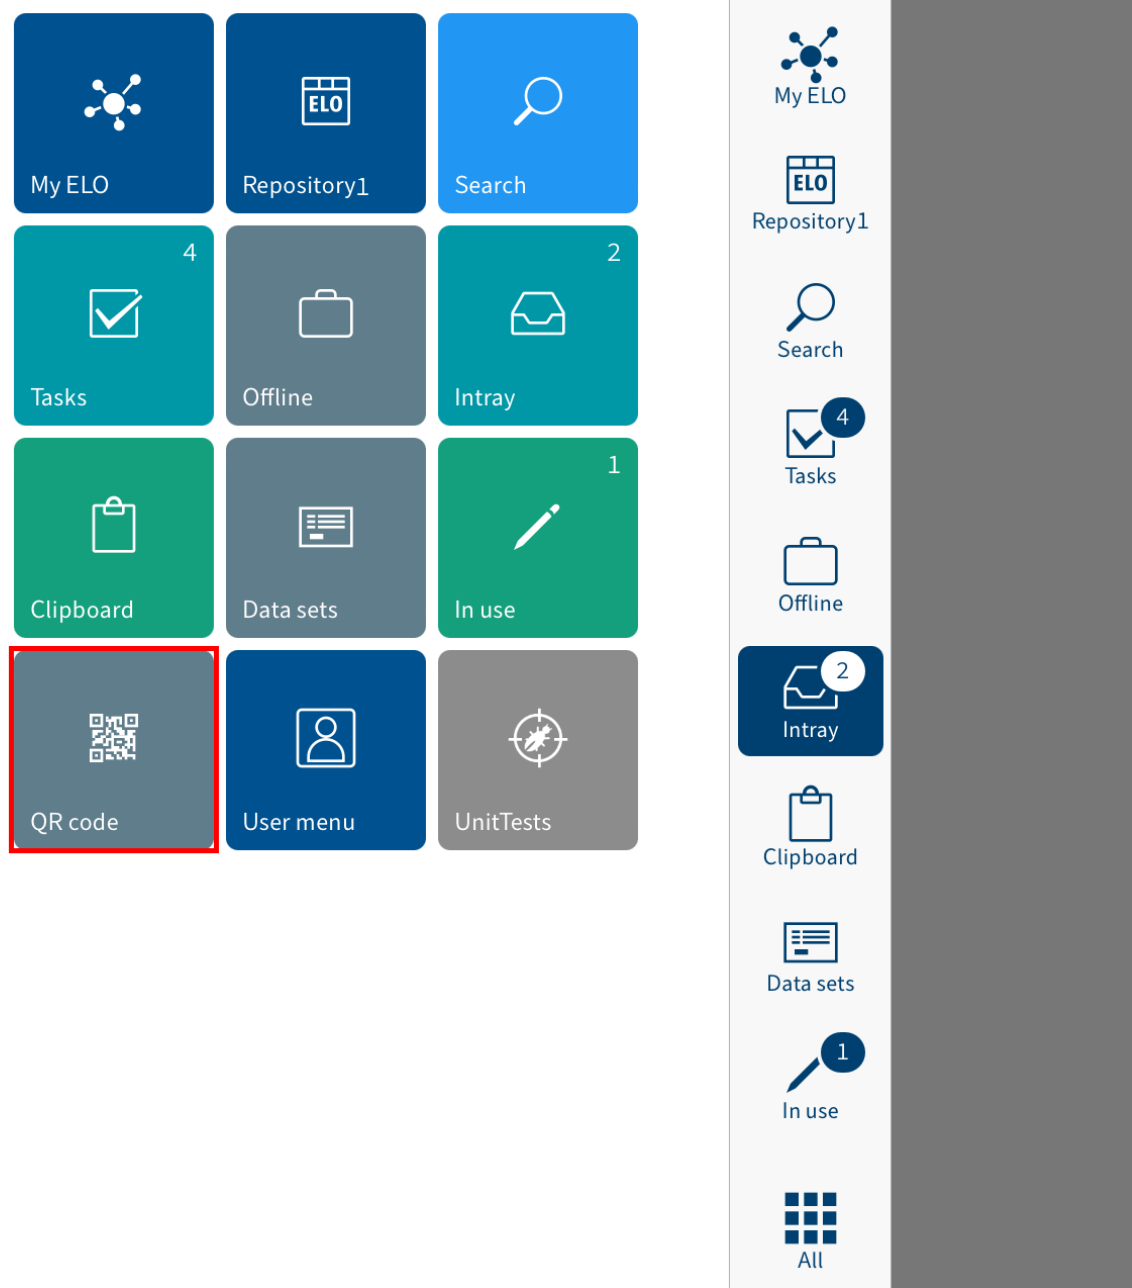 ELO
My ELO
Repository1
Search
4
2
Tasks
Offline
Intray
1
Clipboard
Data sets
In use
QR code
User menu
UnitTests
My ELO
ELO
Repository1
Search
4
Tasks
Offline
2
Intray
Clipboard
Data sets
1
In use
All